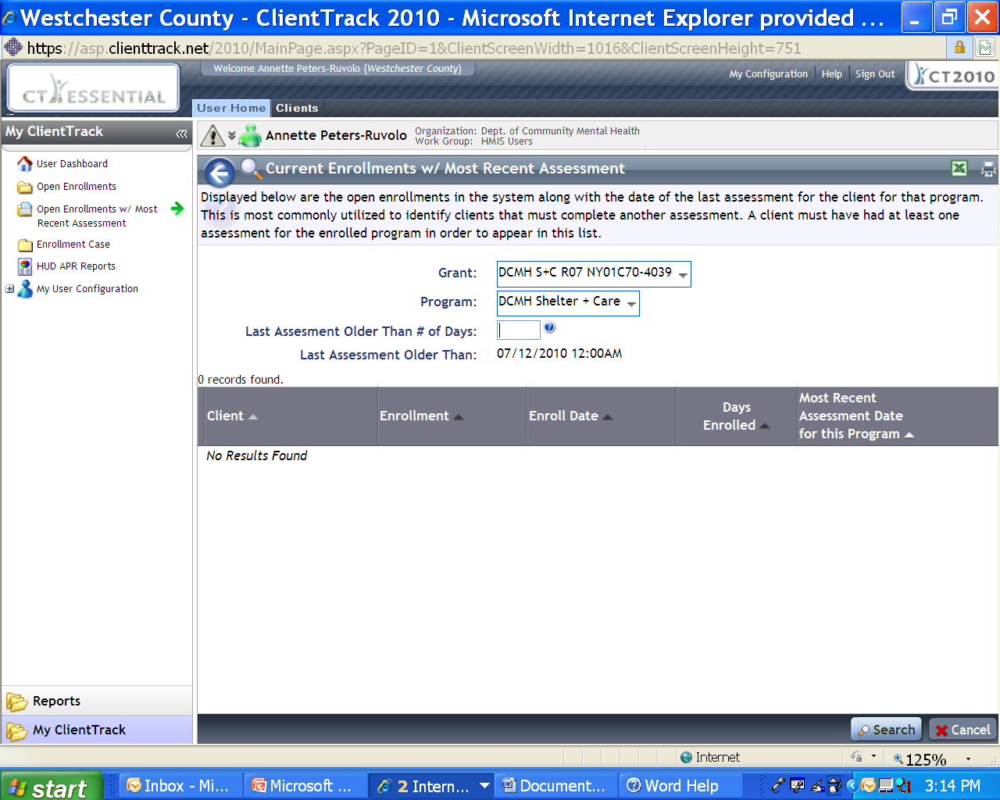 Westchester County - ClientTrack 2010 - Microsoft Internet Explorer provided ...
https://asp.clienttrack.net/2010/MainPage.aspx?PageID=1&ClientScreenWidth=1016&ClientScreenHeight=751
CT ESSENTIAL
Welcome Annette Peters-Ruvolo (Westchester County)
My Configuration Help Sign Out
CT2010
User Home Clients
My ClientTrack
User Dashboard
Open Enrollments
Open Enrollments w/ Most
Recent Assessment
Enrollment Case
HUD APR Reports
My User Configuration
Reports
My ClientTrack
Annette Peters-Ruvolo
Organization: Dept. of Community Mental Health
Work Group: HMIS Users
Current Enrollments w/ Most Recent Assessment
Displayed below are the open enrollments in the system along with the date of the last assessment for the client for that program.
This is most commonly utilized to identify clients that must complete another assessment. A client must have had at least one
assessment for the enrolled program in order to appear in this list.
Grant: DCMH S+C R07 NY01C70-4039
Program: DCMH Shelter + Care
Last Assesment Older Than # of Days:
Last Assessment Older Than: 07/12/2010 12:00AM
0 records found.
Client
Enrollment
Enroll Date
Days
Enrolled
Most Recent
Assessment Date
for this Program
No Results Found
Search Cancel
Internet
125%
start
Inbox - Mi...
Microsoft ...
2 Intern...
Document...
Word Help
3:14 PM